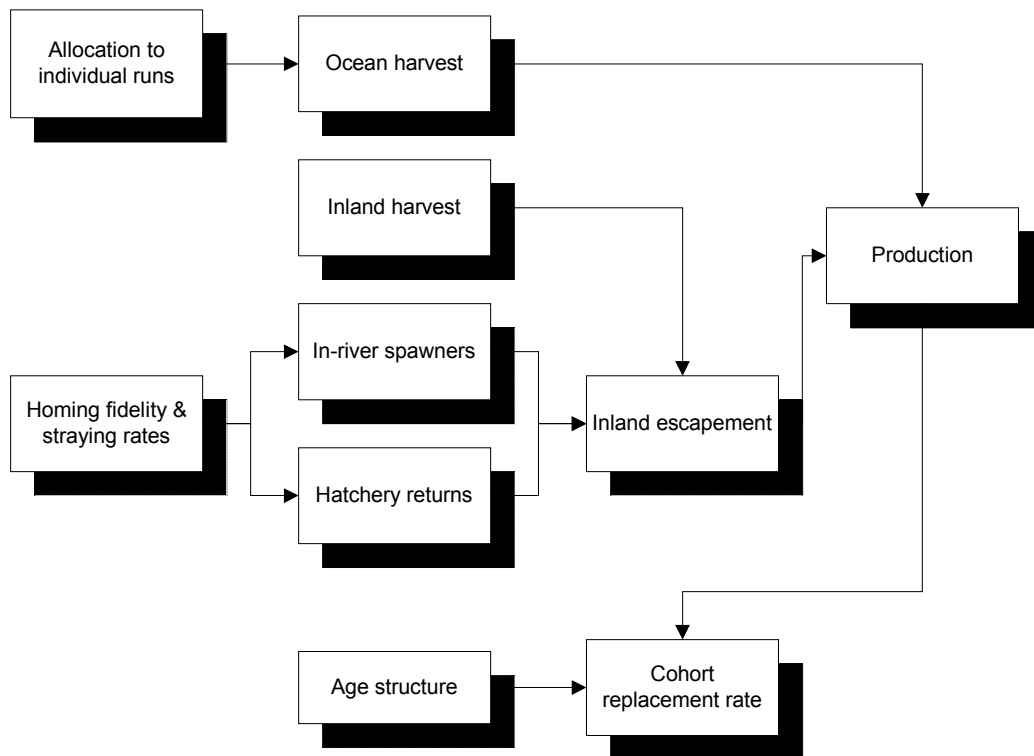 Allocation to
individual runs
Ocean harvest
Inland harvest
Production
In-river spawners
Homing fidelity &
straying rates
Inland escapement
Hatchery returns
Age structure
Cohort
replacement rate